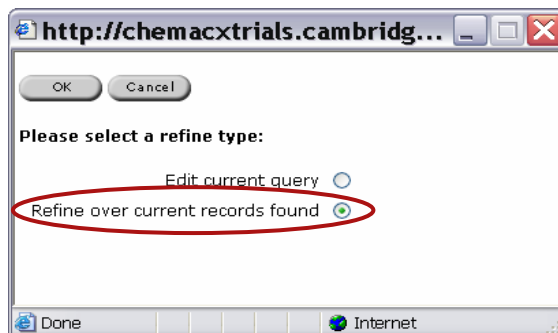 http://chemacxtrials.cambridg...
OK Cancel
Please select a refine type:
Edit current query
Refine over current records found
Done Internet